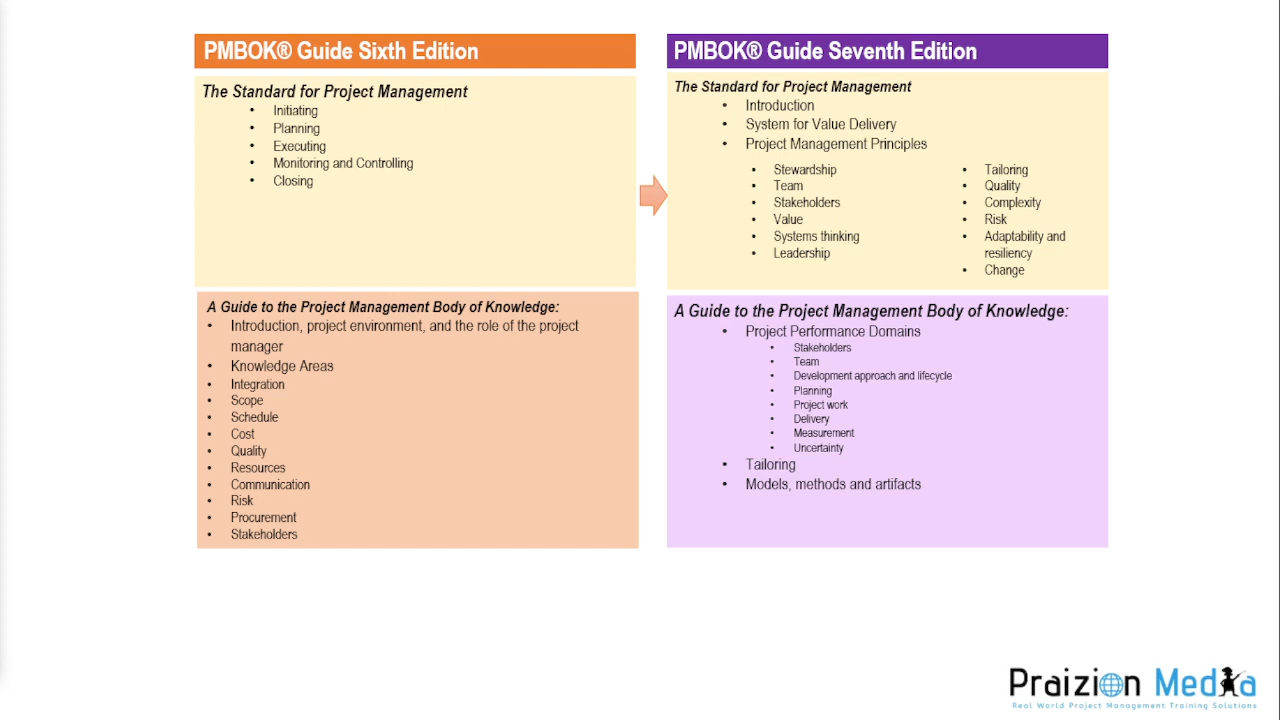 PMBOK® Guide Sixth Edition
The Standard for Project Management
• Initiating
• Planning
• Executing
• Monitoring and Controlling
• Closing
A Guide to the Project Management Body of Knowledge:
• Introduction, project environment, and the role of the project
manager
• Knowledge Areas
• Integration
• Scope
• Schedule
• Cost
• Quality
• Resources
• Communication
• Risk
• Procurement
• Stakeholders
PMBOK® Guide Seventh Edition
The Standard for Project Management
• Introduction
• System for Value Delivery
• Project Management Principles
• Stewardship
• Team
• Stakeholders
• Value
• Systems thinking
• Leadership
• Tailoring
• Quality
• Complexity
• Risk
• Adaptability and
resiliency
• Change
A Guide to the Project Management Body of Knowledge:
• Project Performance Domains
• Stakeholders
• Team
• Development approach and lifecycle
• Planning
• Project work
• Delivery
• Measurement
• Uncertainty
• Tailoring
• Models, methods and artifacts
Praizion Media
Real World Project Management Training Solutions